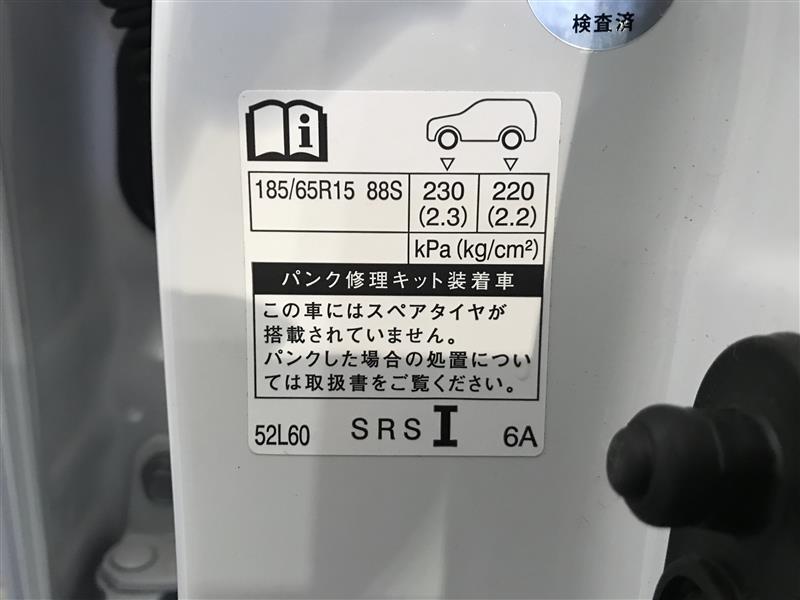 検査済
185/65R15 88S 230 220
(2.3) (2.2)
kPa (kg/cm²)
パンク修理キット装着車
この車にはスペアタイヤが
搭載されていません。
パンクした場合の処置につい
ては取扱書をご覧ください。
52L60 SRS I 6A